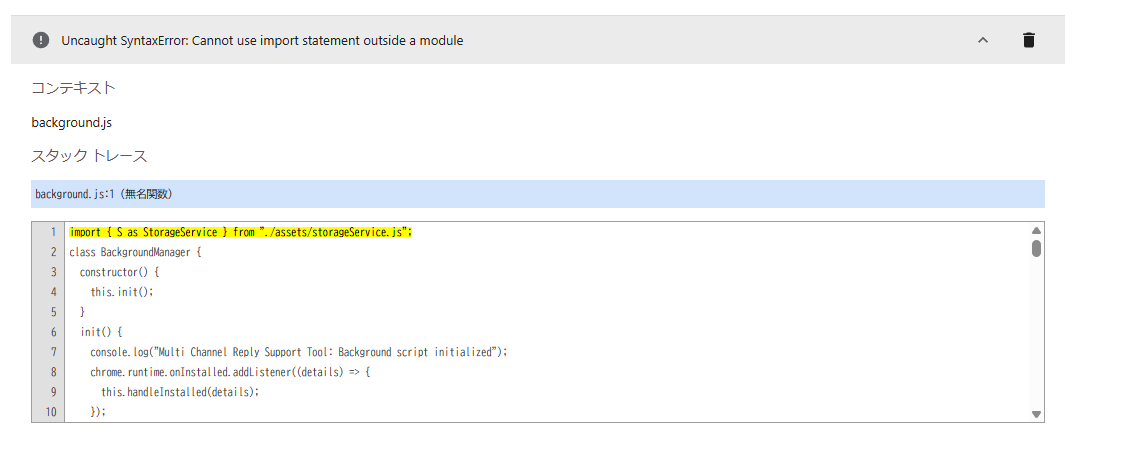 Uncaught SyntaxError: Cannot use import statement outside a module
コンテキスト
background.js
スタック トレース
background.js:1 (無名関数)
1 import { S as StorageService } from "./assets/storageService.js";
2 class BackgroundManager {
3 constructor() {
4 this.init();
5 }
6 init() {
7 console.log("Multi Channel Reply Support Tool: Background script initialized");
8 chrome.runtime.onInstalled.addListener((details) => {
9 this.handleInstalled(details);
10 });